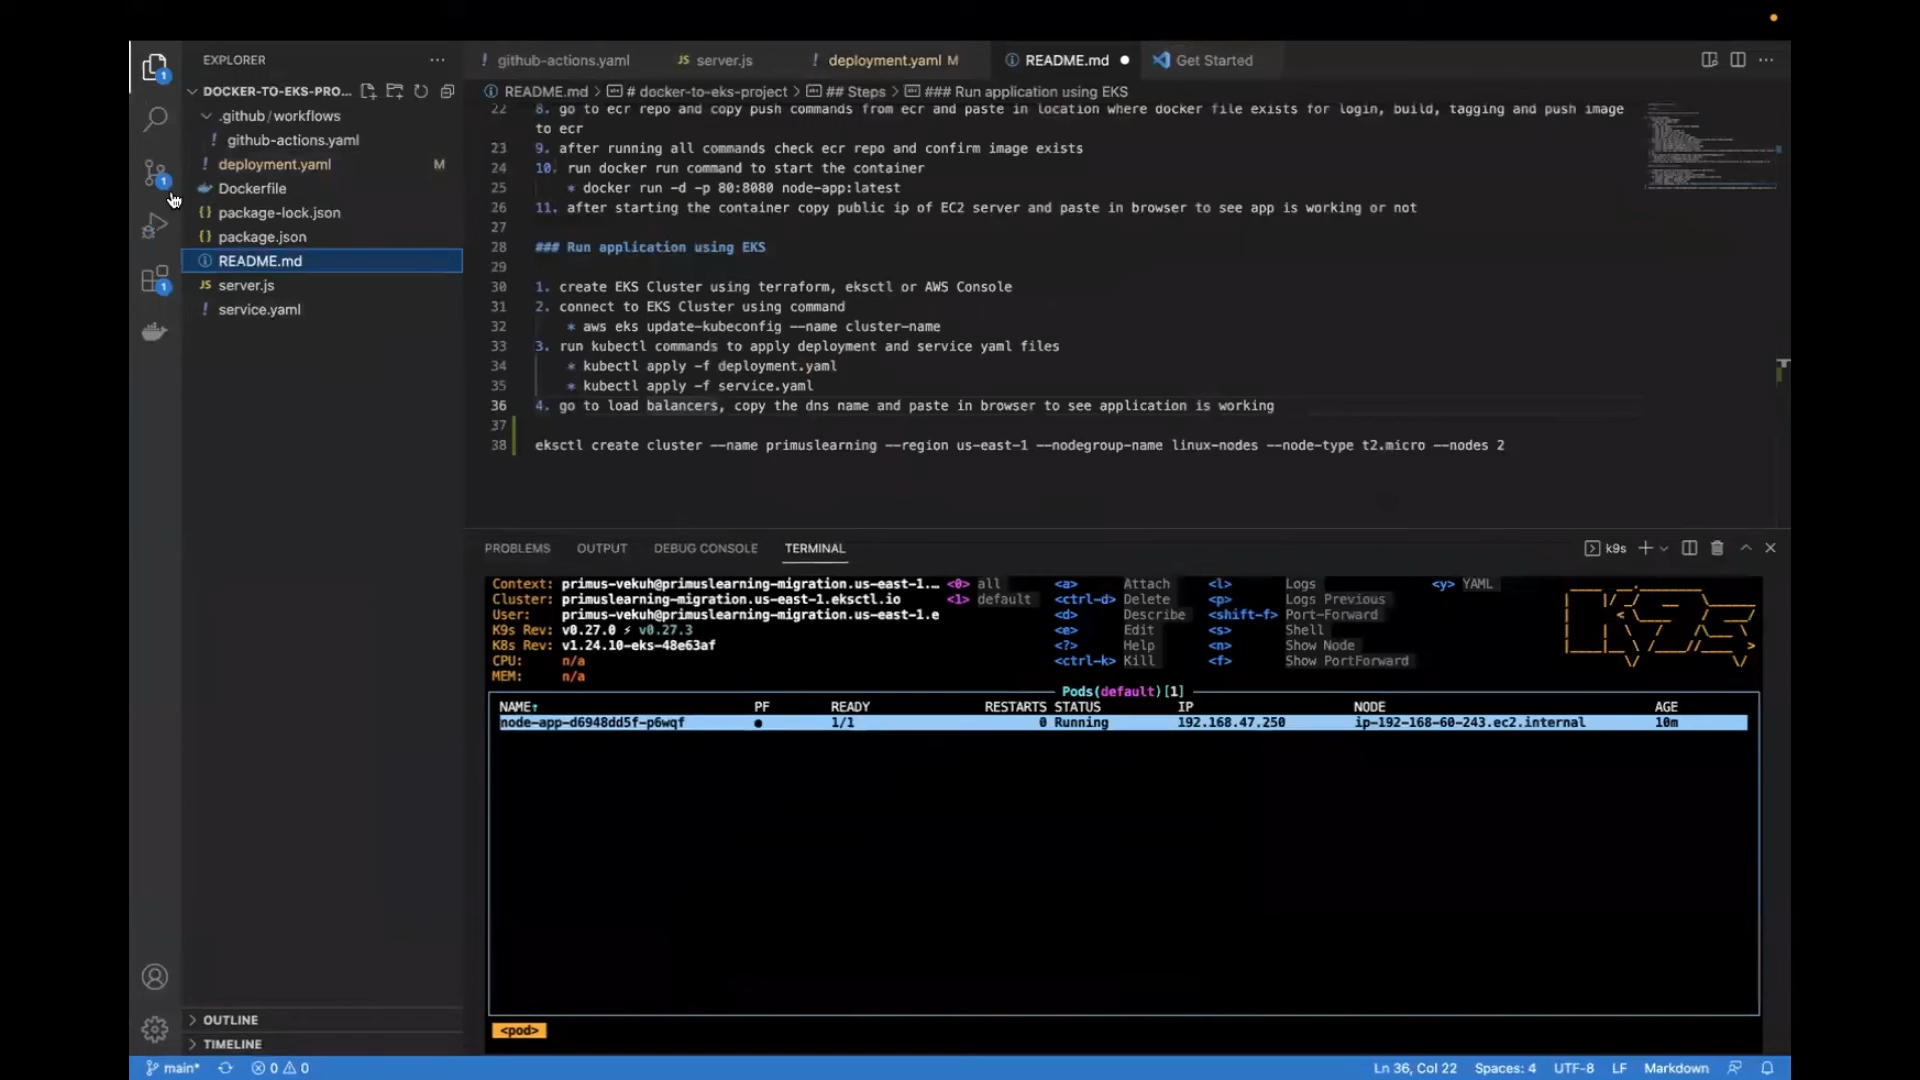 EXPLORER
DOCKER-TO-EKS-PRO...
.github/workflows
github-actions.yaml
deployment.yaml M
Dockerfile
package-lock.json
package.json
README.md
server.js
service.yaml
OUTLINE
TIMELINE
github-actions.yaml server.js deployment.yaml M README.md Get Started
README.md > # docker-to-eks-project > ## Steps > ### Run application using EKS
22 8. go to ecr repo and copy push commands from ecr and paste in location where docker file exists for login, build, tagging and push image
to ecr
23 9. after running all commands check ecr repo and confirm image exists
24 10. run docker run command to start the container
25 * docker run -d -p 80:8080 node-app:latest
26 11. after starting the container copy public ip of EC2 server and paste in browser to see app is working or not
27
28 ### Run application using EKS
29
30 1. create EKS Cluster using terraform, eksctl or AWS Console
31 2. connect to EKS Cluster using command
32 * aws eks update-kubeconfig --name cluster-name
33 3. run kubectl commands to apply deployment and service yaml files
34 * kubectl apply -f deployment.yaml
35 * kubectl apply -f service.yaml
36 4. go to load balancers, copy the dns name and paste in browser to see application is working
37
38 eksctl create cluster --name primuslearning --region us-east-1 --nodegroup-name linux-nodes --node-type t2.micro --nodes 2
PROBLEMS OUTPUT DEBUG CONSOLE TERMINAL k9s
Context: primus-vekuh@primuslearning-migration.us-east-1.… <0> all <a> Attach <l> Logs <y> YAML
Cluster: primuslearning-migration.us-east-1.eksctl.io <1> default <ctrl-d> Delete <p> Logs Previous
User: primus-vekuh@primuslearning-migration.us-east-1.e <d> Describe <shift-f> Port-Forward
K9s Rev: v0.27.0 ⚡ v0.27.3 <e> Edit <s> Shell
K8s Rev: v1.24.10-eks-48e63af <?> Help <n> Show Node
CPU: n/a <ctrl-k> Kill <f> Show PortForward
MEM: n/a
Pods(default)[1]
NAME↑ PF READY RESTARTS STATUS IP NODE AGE
node-app-d6948dd5f-p6wqf ● 1/1 0 Running 192.168.47.250 ip-192-168-60-243.ec2.internal 10m
<pod>
main* 0 0 Ln 36, Col 22 Spaces: 4 UTF-8 LF Markdown